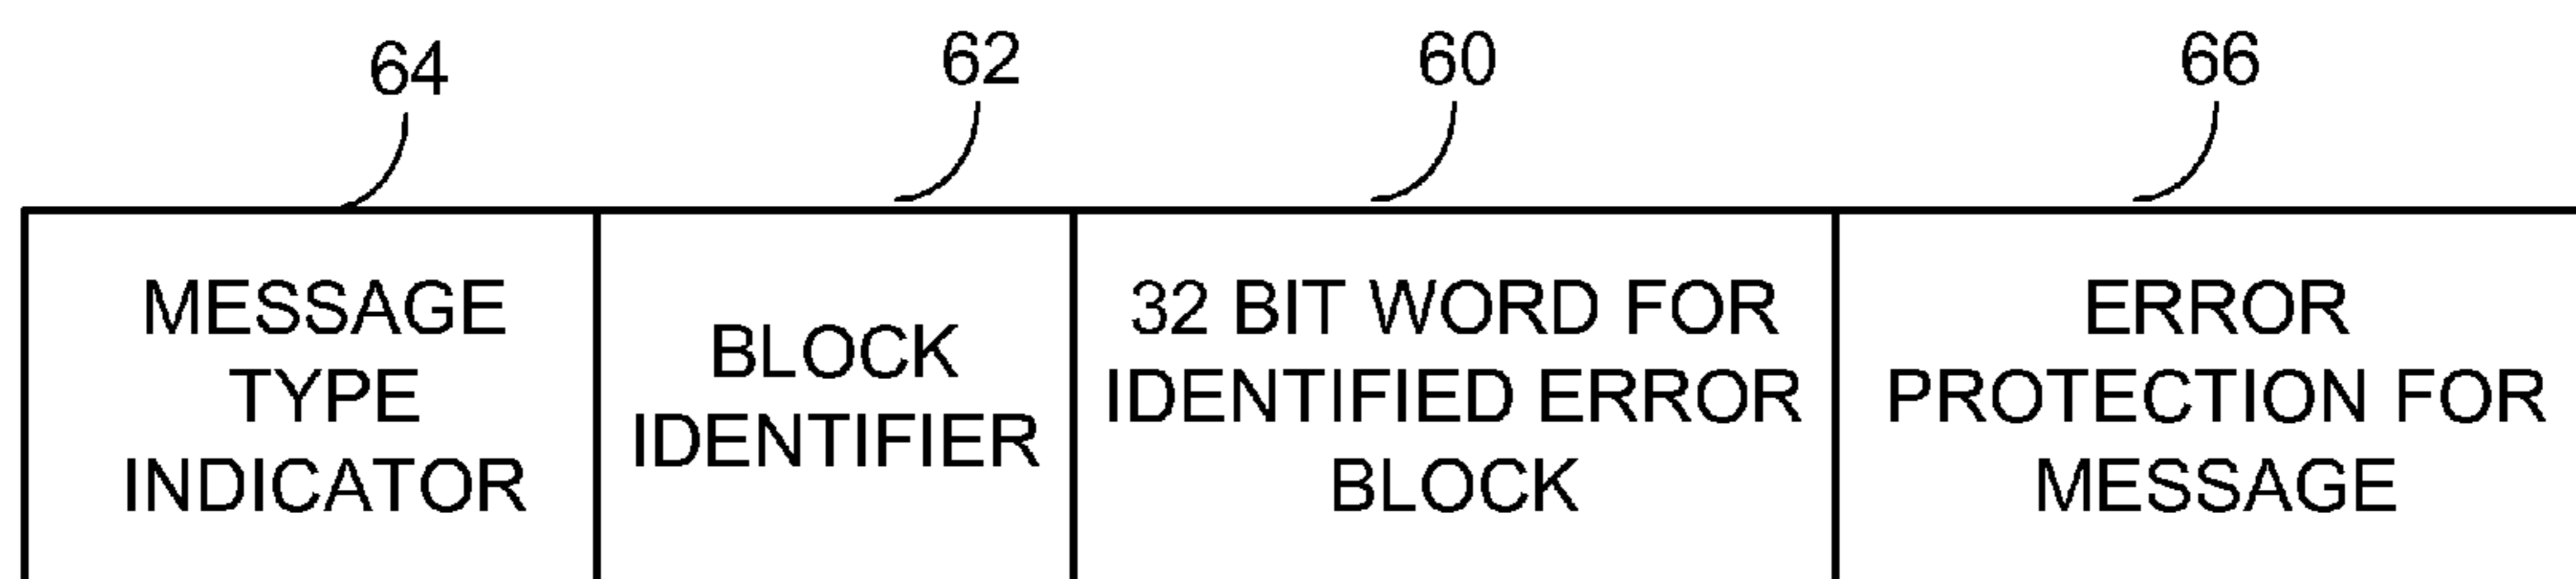 64
62
60
66
MESSAGE
TYPE
INDICATOR
BLOCK
IDENTIFIER
32 BIT WORD FOR
IDENTIFIED ERROR
BLOCK
ERROR
PROTECTION FOR
MESSAGE